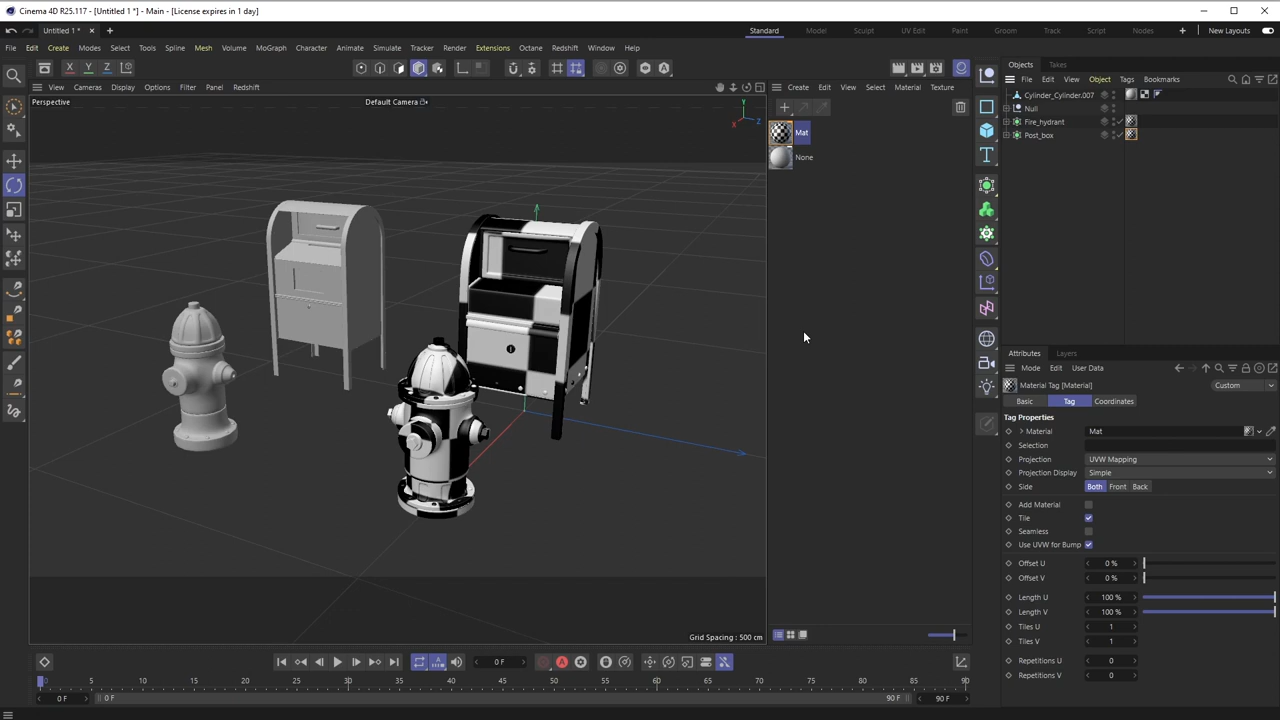 Cinema 4D R25.117 - [Untitled 1 *] - Main - [License expires in 1 day]
Untitled 1 *
Standard Model Sculpt UV Edit Paint Groom Track Script Nodes New Layouts
File Edit Create Modes Select Tools Spline Mesh Volume MoGraph Character Animate Simulate Tracker Render Extensions Octane Redshift Window Help
Objects Takes
X Y Z
File Edit View Object Tags Bookmarks
View Cameras Display Options Filter Panel Redshift
Create Edit View Select Material Texture
Perspective
Default Camera
Y
X
Z
Cylinder_Cylinder.007
Null
Fire_hydrant
Post_box
Mat
None
Attributes Layers
Mode Edit User Data
Material Tag [Material]
Custom
Basic Tag Coordinates
Tag Properties
Material Mat
Selection
Projection UVW Mapping
Projection Display Simple
Side Both Front Back
Add Material
Tile
Seamless
Use UVW for Bump
Offset U 0 %
Offset V 0 %
Length U 100 %
Length V 100 %
Tiles U 1
Tiles V 1
Repetitions U 0
Repetitions V 0
Grid Spacing : 500 cm
0 F
0 5 10 15 20 25 30 35 40 45 50 55 60 65 70 75 80 85 90
0 F 0 F 90 F 90 F